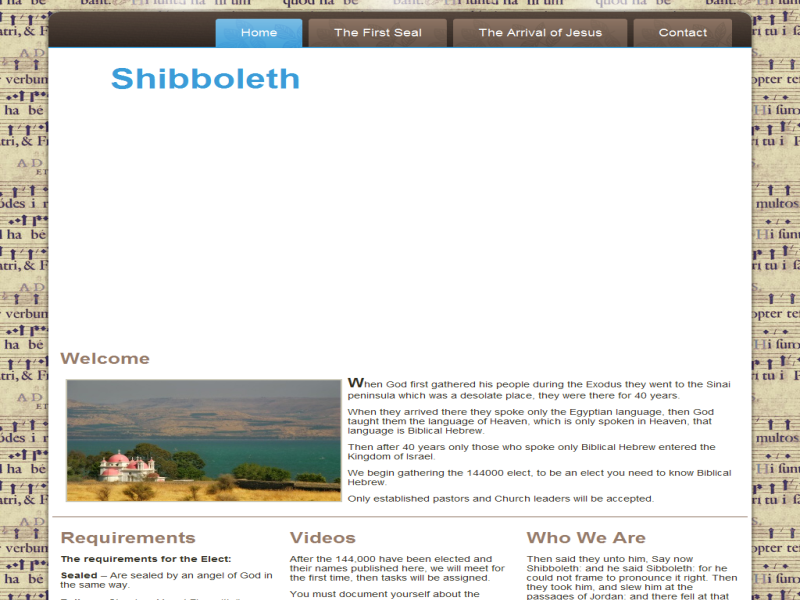 Home
The First Seal
The Arrival of Jesus
Contact
Shibboleth
Welcome
When God first gathered his people during the Exodus they went to the Sinai
peninsula which was a desolate place, they were there for 40 years.
When they arrived there they spoke only the Egyptian language, then God
taught them the language of Heaven, which is only spoken in Heaven, that
language is Biblical Hebrew.
Then after 40 years only those who spoke only Biblical Hebrew entered the
Kingdom of Israel.
We begin gathering the 144000 elect, to be an elect you need to know Biblical
Hebrew.
Only established pastors and Church leaders will be accepted.
Requirements
The requirements for the Elect:
Sealed – Are sealed by an angel of God in
the same way.
Videos
After the 144,000 have been elected and
their names published here, we will meet for
the first time, then tasks will be assigned.
You must document yourself about the
Who We Are
Then said they unto him, Say now
Shibboleth: and he said Sibboleth: for he
could not frame to pronounce it right. Then
they took him, and slew him at the
passages of Jordan: and there fell at that